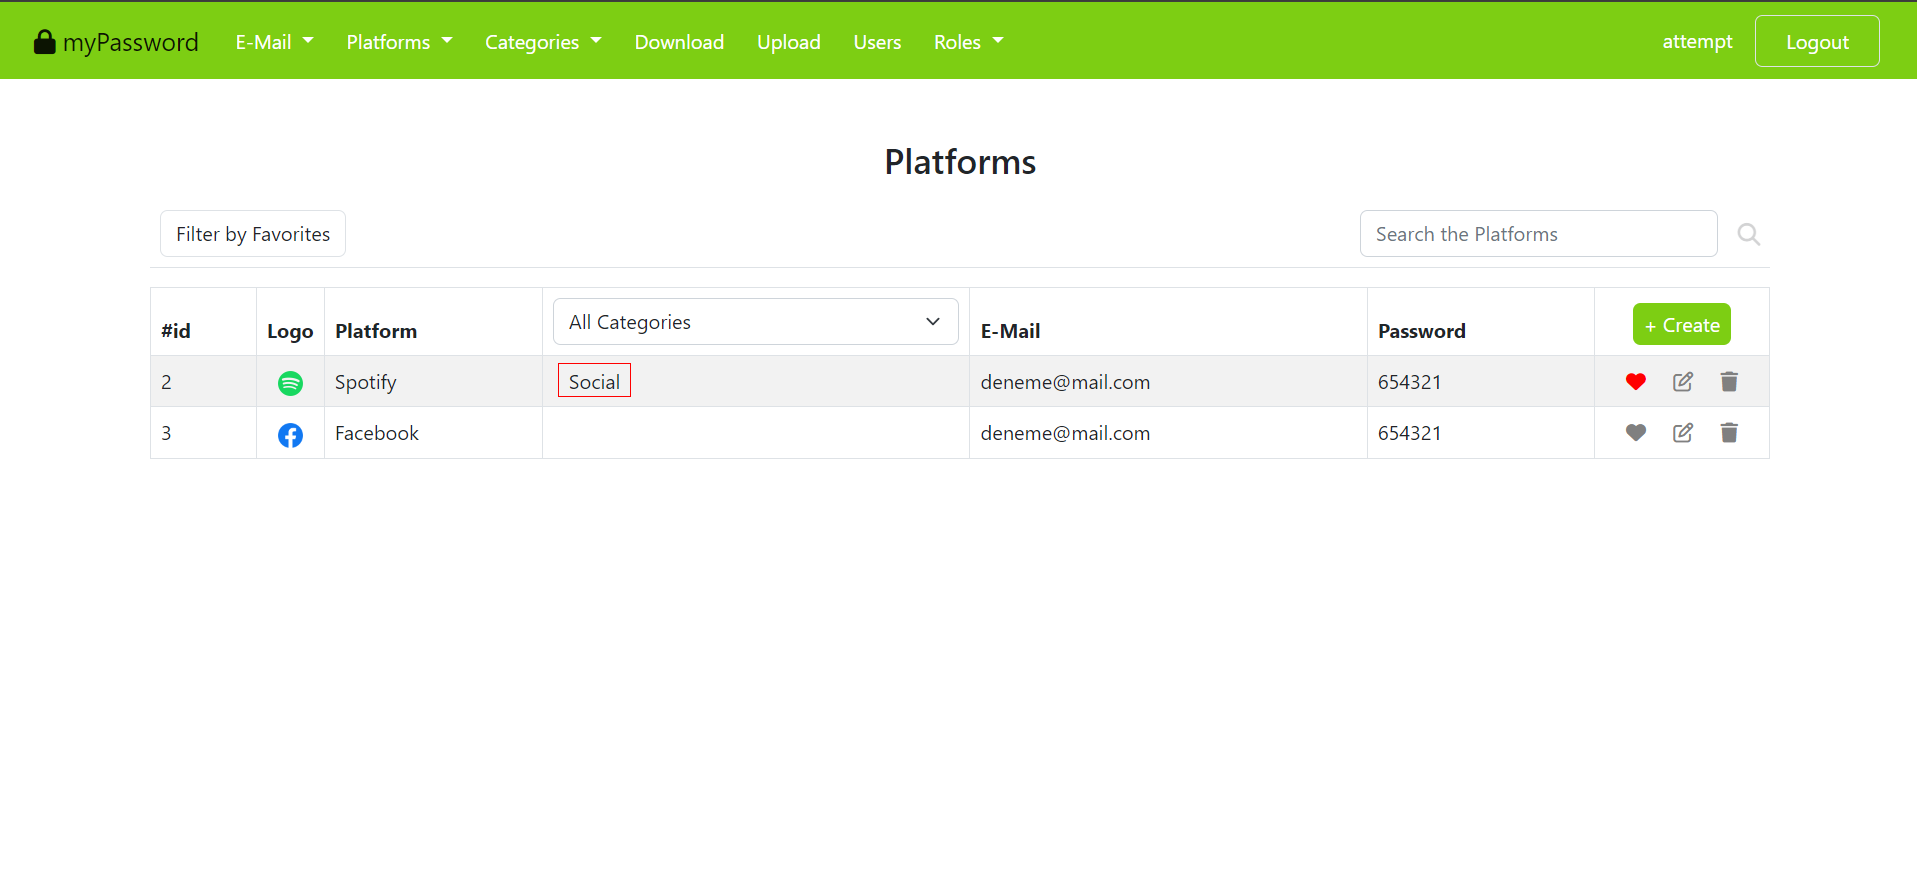 myPassword E-Mail Platforms Categories Download Upload Users Roles attempt Logout
Platforms
Filter by Favorites Search the Platforms
#id Logo Platform All Categories E-Mail Password + Create
2 Spotify Social deneme@mail.com 654321
3 Facebook deneme@mail.com 654321